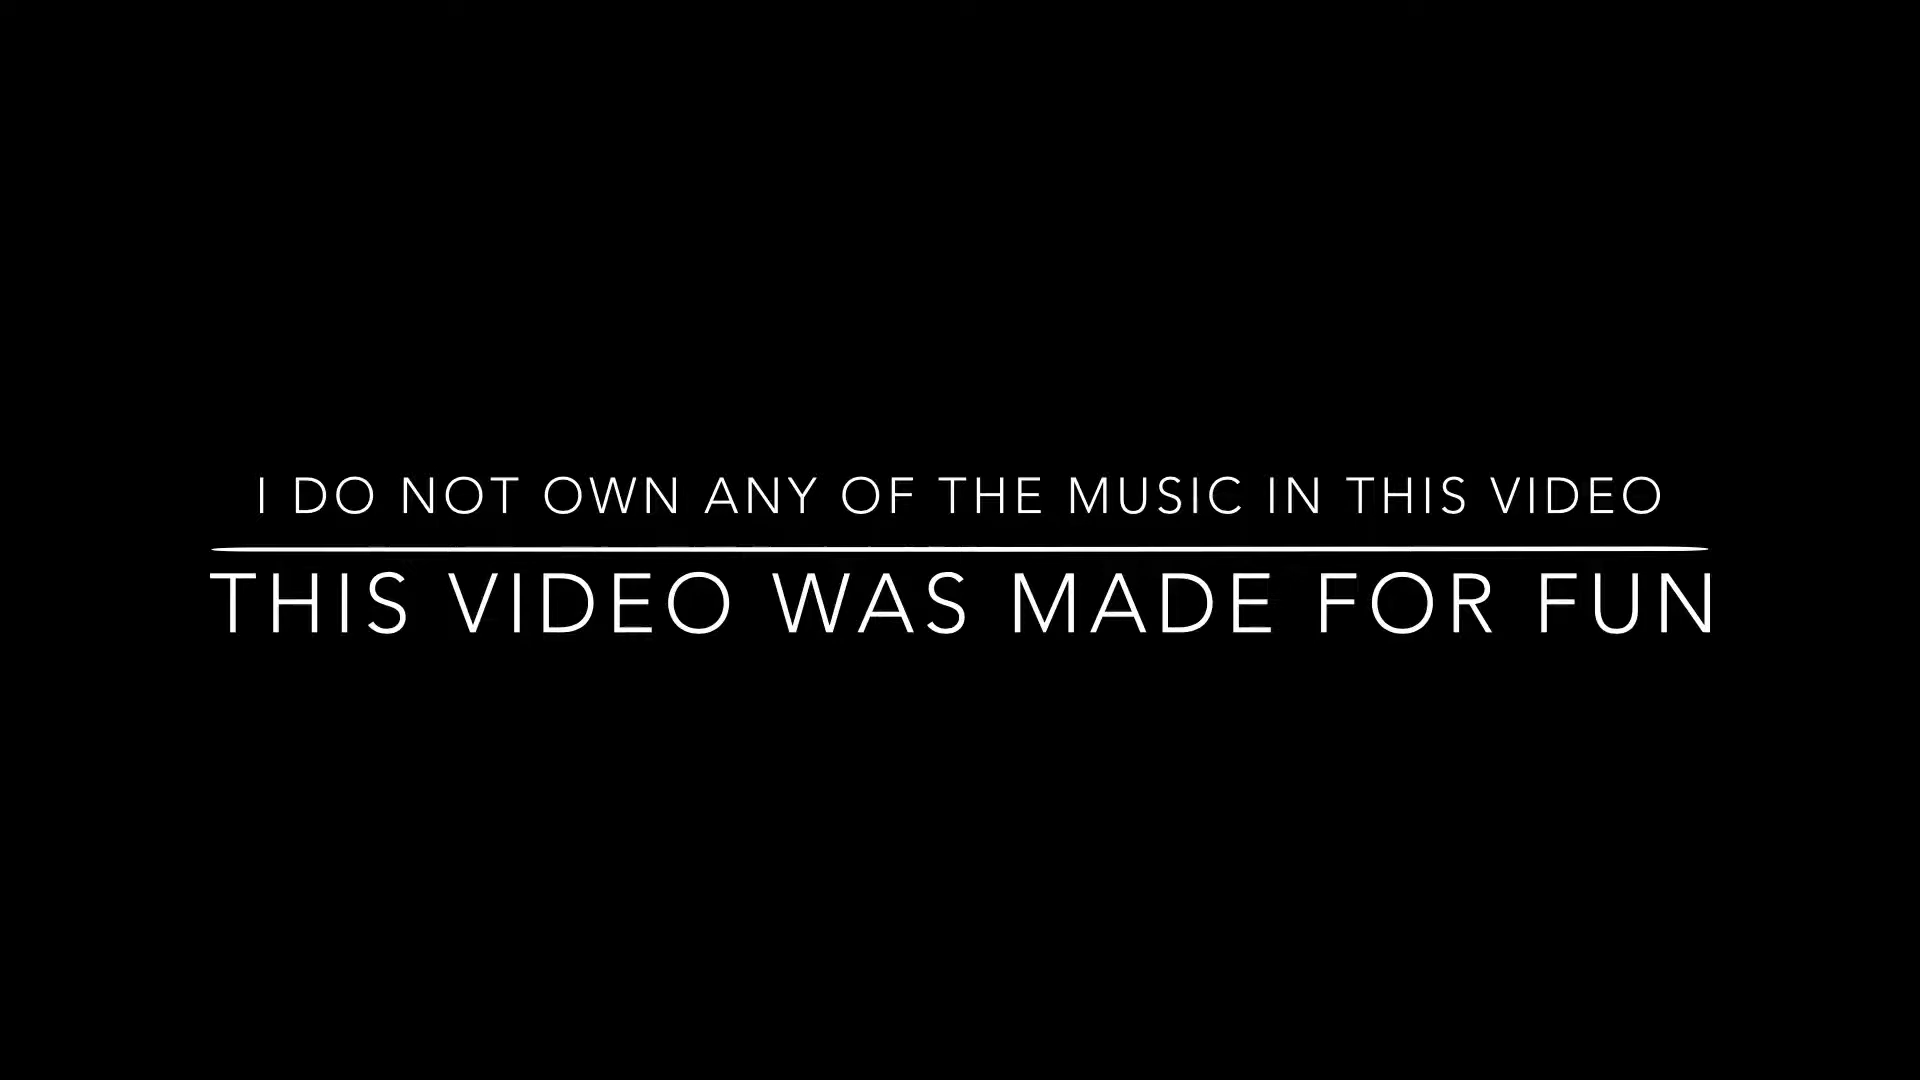 I DO NOT OWN ANY OF THE MUSIC IN THIS VIDEO
THIS VIDEO WAS MADE FOR FUN